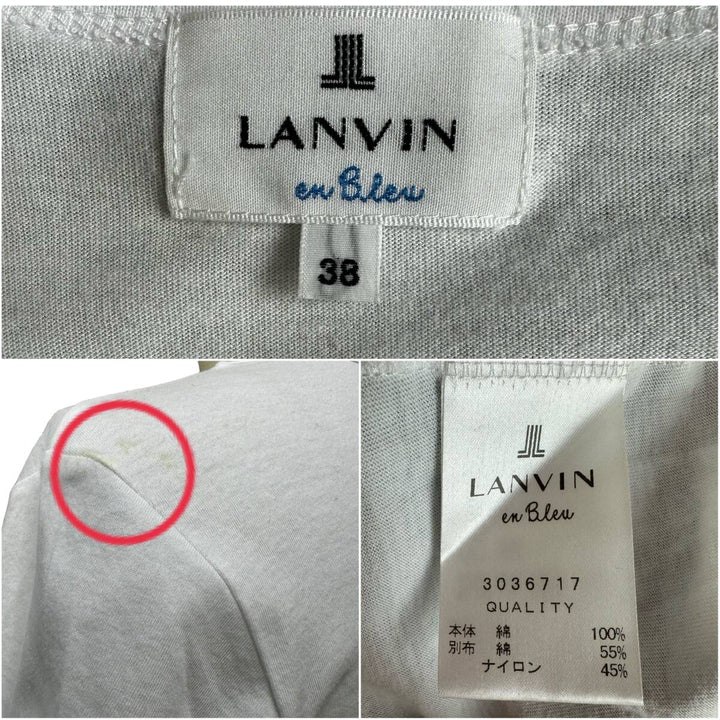 LANVIN
en Bleu
38
LANVIN
en Bleu
3036717
QUALITY
本体 綿 100%
別布 綿 55%
ナイロン 45%